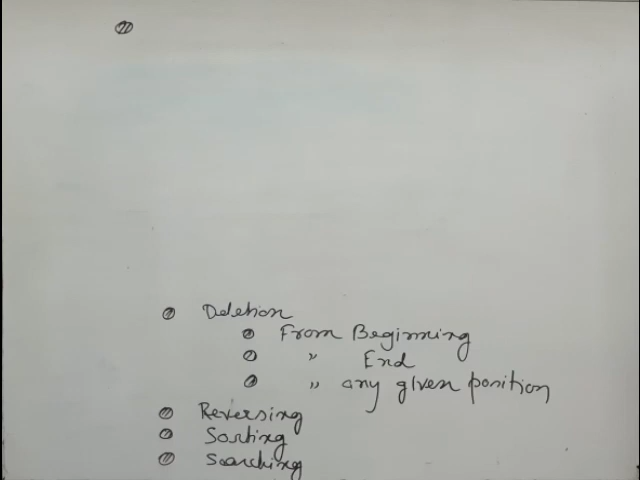 Deletion
From Beginning
" End
" any given position
Reversing
Sorting
Searching